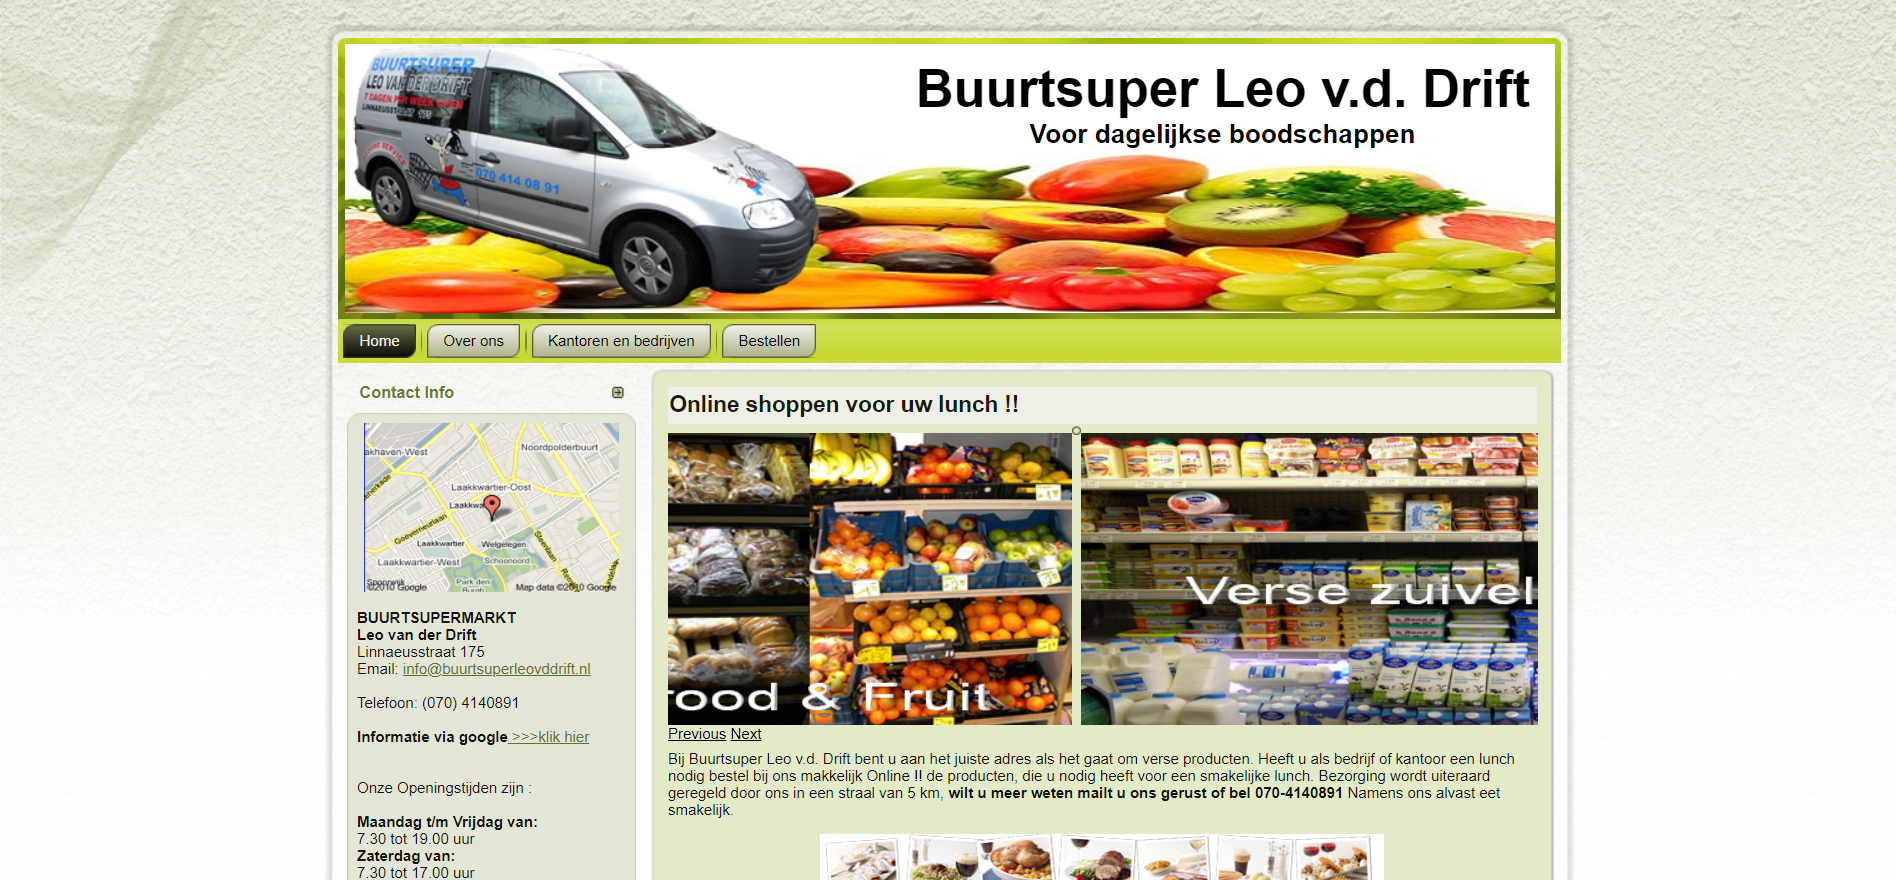 BUURTSUPER
LEO VAN DER DRIFT
7 DAGEN PER WEEK OPEN
LINNAEUSSTRAAT 175
FOOD SERVICE
070 414 08 91
Buurtsuper Leo v.d. Drift
Voor dagelijkse boodschappen
Home
Over ons
Kantoren en bedrijven
Bestellen
Contact Info
akhaven-West
Noordpolderbuurt
enerkade
Laakkwartier-Oost
Laakkwa
Goeverneurlaan
Laakkwartier
Welgelegen
Steenlaan
Laakkwartier-West
Schoonoord
Spoorwijk
Park den
©2010 Google
Map data ©2010 Google
BUURTSUPERMARKT
Leo van der Drift
Linnaeusstraat 175
Email: info@buurtsuperleovddrift.nl
Telefoon: (070) 4140891
Informatie via google >>>klik hier
Onze Openingstijden zijn :
Maandag t/m Vrijdag van:
7.30 tot 19.00 uur
Zaterdag van:
7.30 tot 17.00 uur
Online shoppen voor uw lunch !!
rood & Fruit
Verse zuivel
Previous Next
Bij Buurtsuper Leo v.d. Drift bent u aan het juiste adres als het gaat om verse producten. Heeft u als bedrijf of kantoor een lunch
nodig bestel bij ons makkelijk Online !! de producten, die u nodig heeft voor een smakelijke lunch. Bezorging wordt uiteraard
geregeld door ons in een straal van 5 km, wilt u meer weten mailt u ons gerust of bel 070-4140891 Namens ons alvast eet
smakelijk.